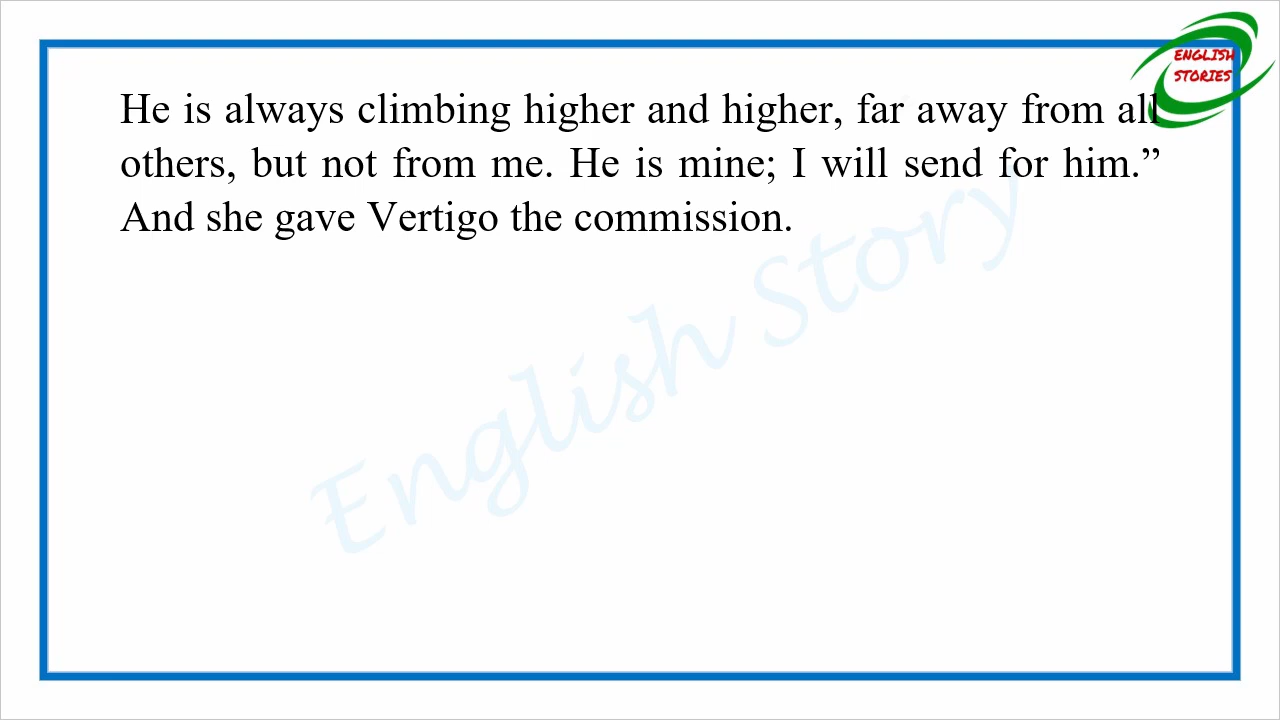 ENGLISH
STORIES
He is always climbing higher and higher, far away from all
others, but not from me. He is mine; I will send for him.”
And she gave Vertigo the commission.
English Story